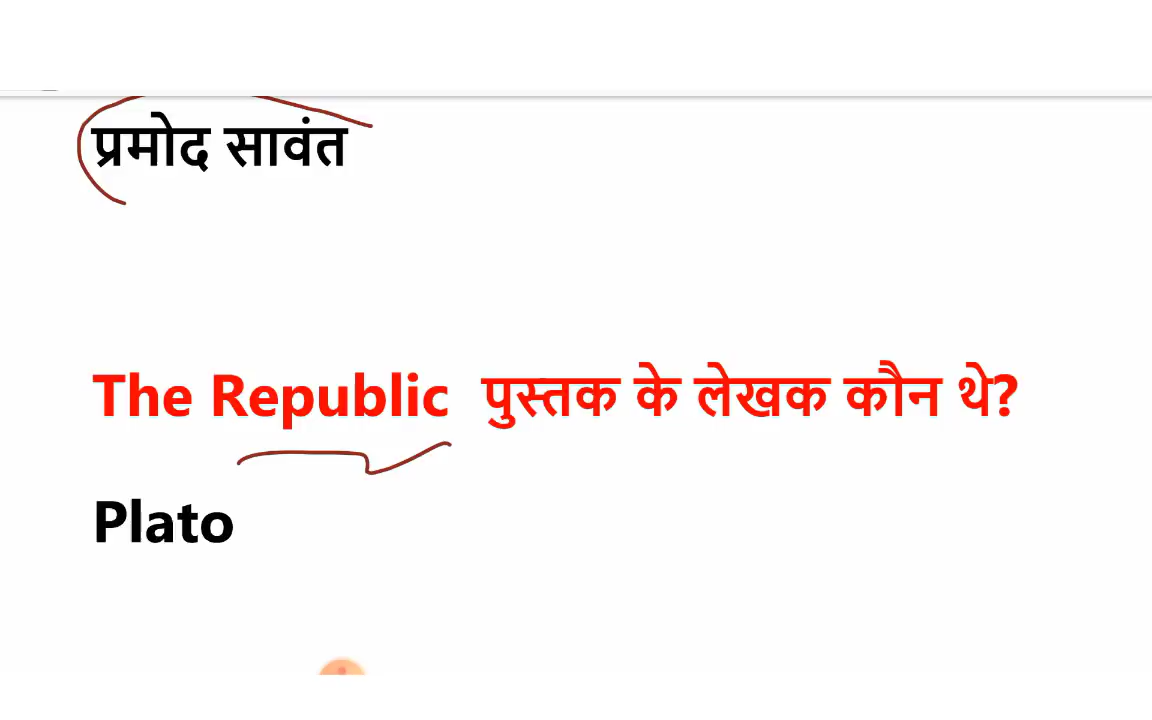 प्रमोद सावंत
The Republic पुस्तक के लेखक कौन थे?
Plato